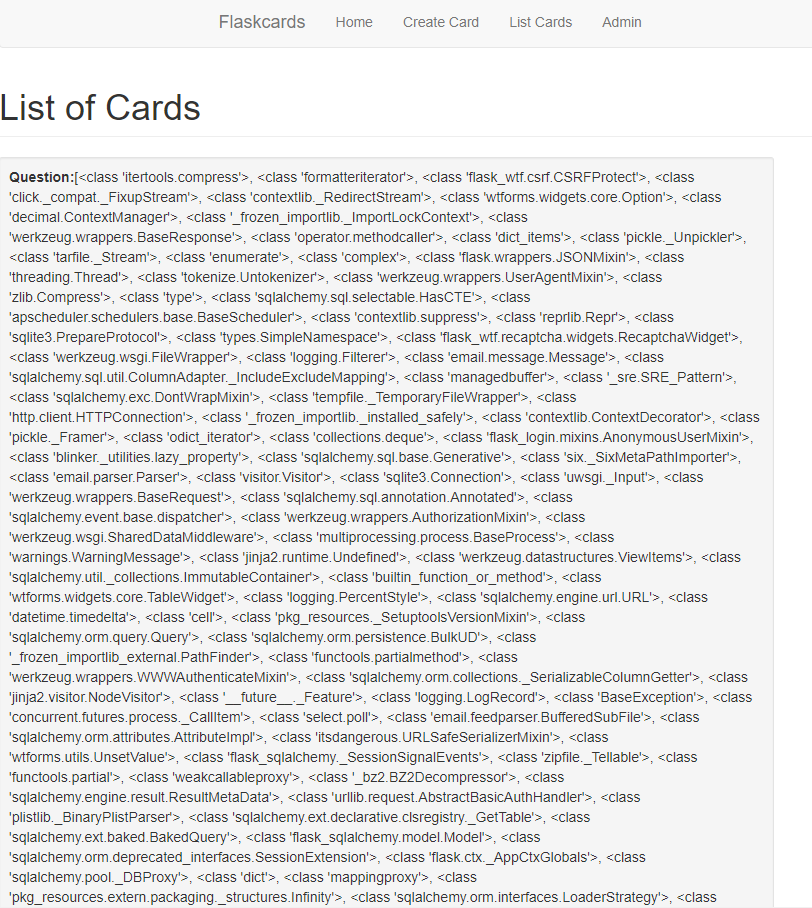 Flaskcards Home Create Card List Cards Admin
List of Cards
Question:[<class 'itertools.compress'>, <class 'formatteriterator'>, <class 'flask_wtf.csrf.CSRFProtect'>, <class
'click._compat._FixupStream'>, <class 'contextlib._RedirectStream'>, <class 'wtforms.widgets.core.Option'>, <class
'decimal.ContextManager'>, <class '_frozen_importlib._ImportLockContext'>, <class
'werkzeug.wrappers.BaseResponse'>, <class 'operator.methodcaller'>, <class 'dict_items'>, <class 'pickle._Unpickler'>,
<class 'tarfile._Stream'>, <class 'enumerate'>, <class 'complex'>, <class 'flask.wrappers.JSONMixin'>, <class
'threading.Thread'>, <class 'tokenize.Untokenizer'>, <class 'werkzeug.wrappers.UserAgentMixin'>, <class
'zlib.Compress'>, <class 'type'>, <class 'sqlalchemy.sql.selectable.HasCTE'>, <class
'apscheduler.schedulers.base.BaseScheduler'>, <class 'contextlib.suppress'>, <class 'reprlib.Repr'>, <class
'sqlite3.PrepareProtocol'>, <class 'types.SimpleNamespace'>, <class 'flask_wtf.recaptcha.widgets.RecaptchaWidget'>,
<class 'werkzeug.wsgi.FileWrapper'>, <class 'logging.Filterer'>, <class 'email.message.Message'>, <class
'sqlalchemy.sql.util.ColumnAdapter._IncludeExcludeMapping'>, <class 'managedbuffer'>, <class '_sre.SRE_Pattern'>,
<class 'sqlalchemy.exc.DontWrapMixin'>, <class 'tempfile._TemporaryFileWrapper'>, <class
'http.client.HTTPConnection'>, <class '_frozen_importlib._installed_safely'>, <class 'contextlib.ContextDecorator'>, <class
'pickle._Framer'>, <class 'odict_iterator'>, <class 'collections.deque'>, <class 'flask_login.mixins.AnonymousUserMixin'>,
<class 'blinker._utilities.lazy_property'>, <class 'sqlalchemy.sql.base.Generative'>, <class 'six._SixMetaPathImporter'>,
<class 'email.parser.Parser'>, <class 'visitor.Visitor'>, <class 'sqlite3.Connection'>, <class 'uwsgi._Input'>, <class
'werkzeug.wrappers.BaseRequest'>, <class 'sqlalchemy.sql.annotation.Annotated'>, <class
'sqlalchemy.event.base.dispatcher'>, <class 'werkzeug.wrappers.AuthorizationMixin'>, <class
'werkzeug.wsgi.SharedDataMiddleware'>, <class 'multiprocessing.process.BaseProcess'>, <class
'warnings.WarningMessage'>, <class 'jinja2.runtime.Undefined'>, <class 'werkzeug.datastructures.ViewItems'>, <class
'sqlalchemy.util._collections.ImmutableContainer'>, <class 'builtin_function_or_method'>, <class
'wtforms.widgets.core.TableWidget'>, <class 'logging.PercentStyle'>, <class 'sqlalchemy.engine.url.URL'>, <class
'datetime.timedelta'>, <class 'cell'>, <class 'pkg_resources._SetuptoolsVersionMixin'>, <class
'sqlalchemy.orm.query.Query'>, <class 'sqlalchemy.orm.persistence.BulkUD'>, <class
'_frozen_importlib_external.PathFinder'>, <class 'functools.partialmethod'>, <class
'werkzeug.wrappers.WWWAuthenticateMixin'>, <class 'sqlalchemy.orm.collections._SerializableColumnGetter'>, <class
'jinja2.visitor.NodeVisitor'>, <class '__future__._Feature'>, <class 'logging.LogRecord'>, <class 'BaseException'>, <class
'concurrent.futures.process._CallItem'>, <class 'select.poll'>, <class 'email.feedparser.BufferedSubFile'>, <class
'sqlalchemy.orm.attributes.AttributeImpl'>, <class 'itsdangerous.URLSafeSerializerMixin'>, <class
'wtforms.utils.UnsetValue'>, <class 'flask_sqlalchemy._SessionSignalEvents'>, <class 'zipfile._Tellable'>, <class
'functools.partial'>, <class 'weakcallableproxy'>, <class '_bz2.BZ2Decompressor'>, <class
'sqlalchemy.engine.result.ResultMetaData'>, <class 'urllib.request.AbstractBasicAuthHandler'>, <class
'plistlib._BinaryPlistParser'>, <class 'sqlalchemy.ext.declarative.clsregistry._GetTable'>, <class
'sqlalchemy.ext.baked.BakedQuery'>, <class 'flask_sqlalchemy.model.Model'>, <class
'sqlalchemy.orm.deprecated_interfaces.SessionExtension'>, <class 'flask.ctx._AppCtxGlobals'>, <class
'sqlalchemy.pool._DBProxy'>, <class 'dict'>, <class 'mappingproxy'>, <class
'pkg_resources.extern.packaging._structures.Infinity'>, <class 'sqlalchemy.orm.interfaces.LoaderStrategy'>, <class